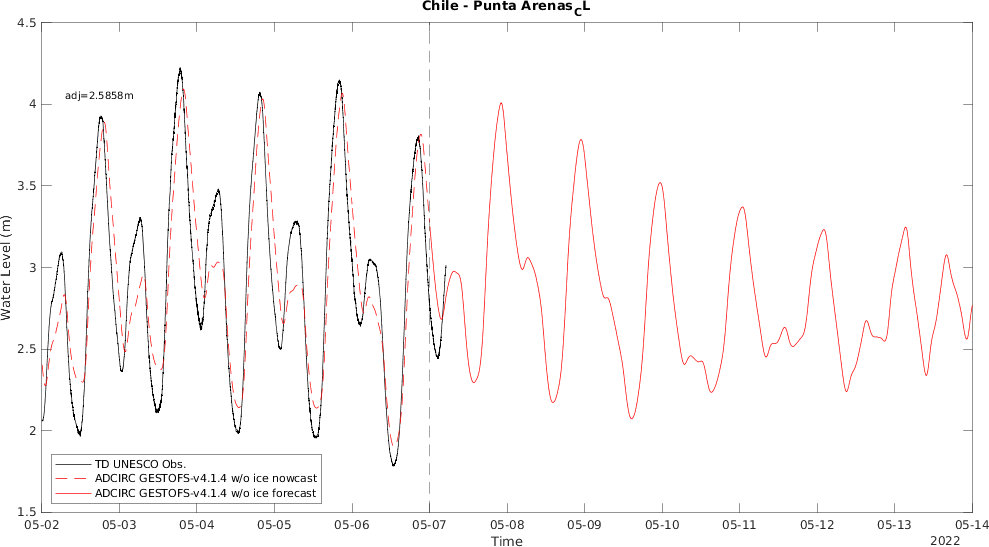 Chile - Punta Arenas_CL
4.5
4
3.5
3
2.5
2
1.5
Water Level (m)
adj=2.5858m
TD UNESCO Obs.
ADCIRC GESTOFS-v4.1.4 w/o ice nowcast
ADCIRC GESTOFS-v4.1.4 w/o ice forecast
05-02 05-03 05-04 05-05 05-06 05-07 05-08 05-09 05-10 05-11 05-12 05-13 05-14
Time
2022